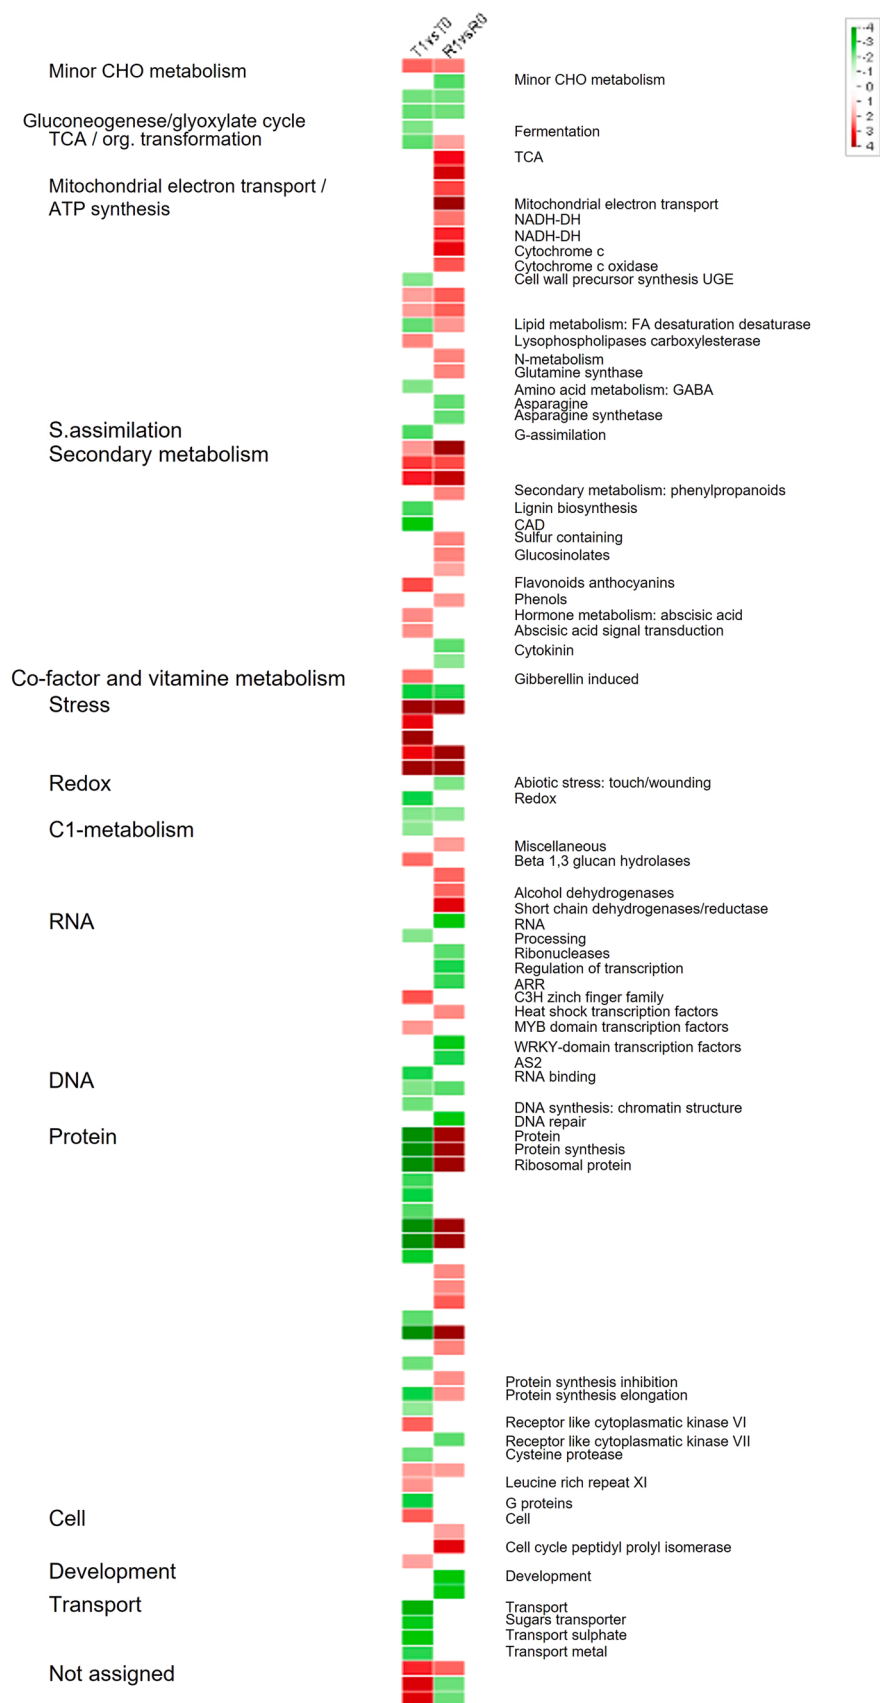 T1vsT0
R1vsR0
-4
-3
-2
-1
0
1
2
3
4
Minor CHO metabolism
Minor CHO metabolism
Gluconeogenese/glyoxylate cycle
Fermentation
TCA / org. transformation
TCA
Mitochondrial electron transport /
ATP synthesis
Mitochondrial electron transport
NADH-DH
NADH-DH
Cytochrome c
Cytochrome c oxidase
Cell wall precursor synthesis UGE
Lipid metabolism: FA desaturation desaturase
Lysophospholipases carboxylesterase
N-metabolism
Glutamine synthase
Amino acid metabolism: GABA
Asparagine
Asparagine synthetase
S.assimilation
G-assimilation
Secondary metabolism
Secondary metabolism: phenylpropanoids
Lignin biosynthesis
CAD
Sulfur containing
Glucosinolates
Flavonoids anthocyanins
Phenols
Hormone metabolism: abscisic acid
Abscisic acid signal transduction
Cytokinin
Co-factor and vitamine metabolism
Gibberellin induced
Stress
Redox
Abiotic stress: touch/wounding
Redox
C1-metabolism
Miscellaneous
Beta 1,3 glucan hydrolases
Alcohol dehydrogenases
Short chain dehydrogenases/reductase
RNA
RNA
Processing
Ribonucleases
Regulation of transcription
ARR
C3H zinch finger family
Heat shock transcription factors
MYB domain transcription factors
WRKY-domain transcription factors
AS2
RNA binding
DNA
DNA synthesis: chromatin structure
DNA repair
Protein
Protein
Protein synthesis
Ribosomal protein
Protein synthesis inhibition
Protein synthesis elongation
Receptor like cytoplasmatic kinase VI
Receptor like cytoplasmatic kinase VII
Cysteine protease
Leucine rich repeat XI
G proteins
Cell
Cell
Cell cycle peptidyl prolyl isomerase
Development
Development
Transport
Transport
Sugars transporter
Transport sulphate
Transport metal
Not assigned